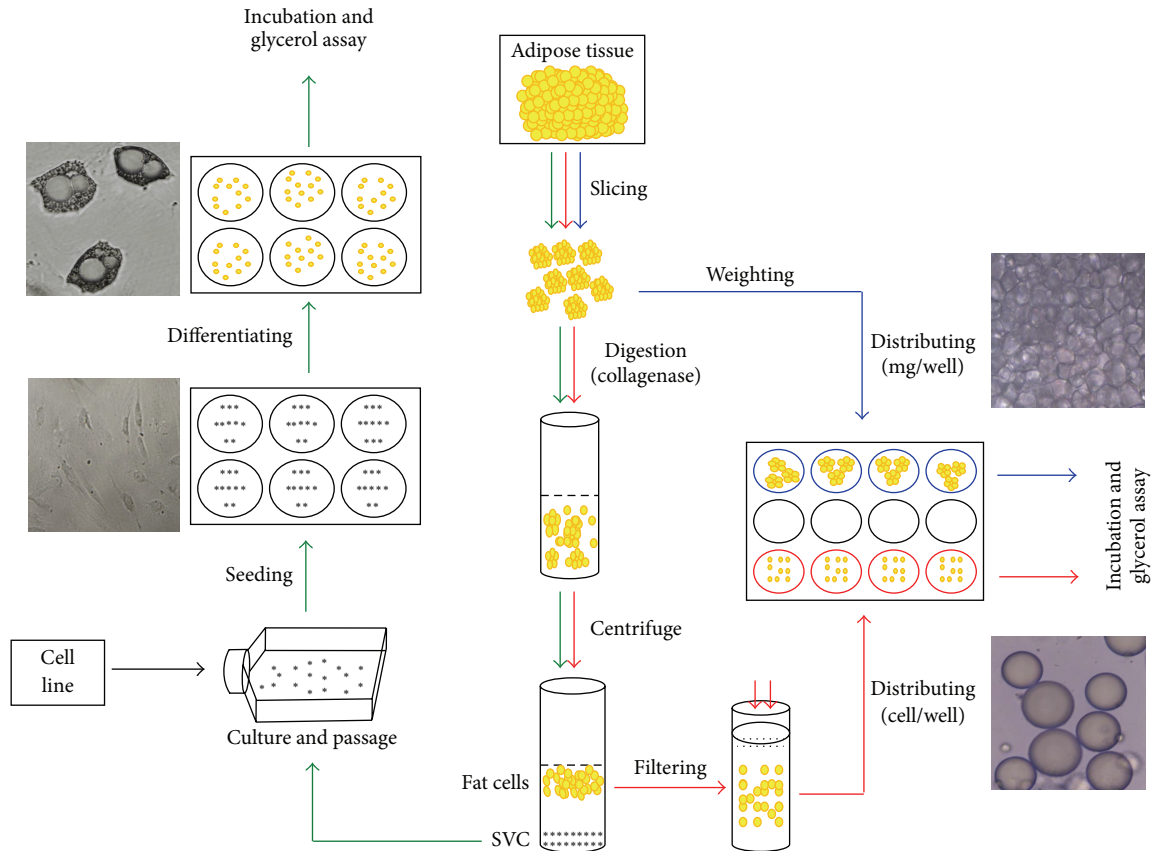 Incubation and
glycerol assay
Adipose tissue
Slicing
Weighting
Differentiating
Digestion
(collagenase)
Distributing
(mg/well)
Seeding
Incubation and
glycerol assay
Centrifuge
Cell
line
Distributing
(cell/well)
Culture and passage
Filtering
Fat cells
SVC